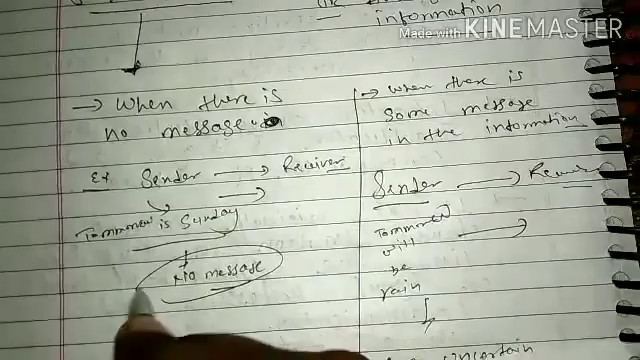 information
Made with KINEMASTER
→ When there is
no message in
Ex Sender → Receiver
Tommorow is Sunday
No message
→ When there is
some message
in the information
Sender → Receiver
Tommorow
will
be
rain
uncertain